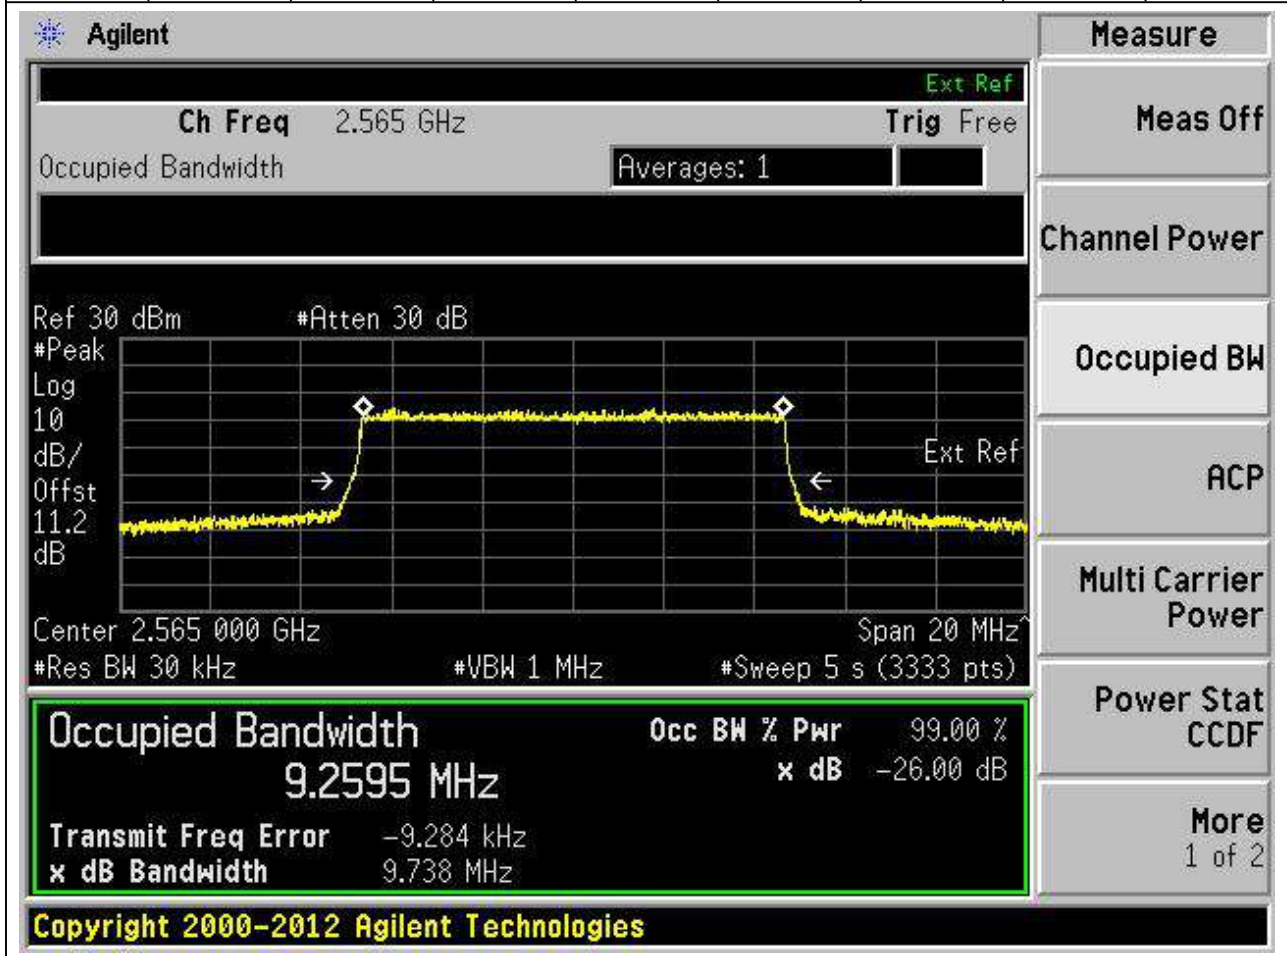 Agilent
Measure
Ext Ref
Ch Freq 2.565 GHz Trig Free
Meas Off
Occupied Bandwidth Averages: 1
Channel Power
Ref 30 dBm #Atten 30 dB
#Peak
Log
10
dB/
Offst
11.2
dB
Ext Ref
Occupied BW
ACP
Center 2.565 000 GHz Span 20 MHz^
#Res BW 30 kHz #VBW 1 MHz #Sweep 5 s (3333 pts)
Multi Carrier
Power
Occupied Bandwidth Occ BW % Pwr 99.00 %
9.2595 MHz x dB -26.00 dB
Power Stat
CCDF
Transmit Freq Error -9.284 kHz
x dB Bandwidth 9.738 MHz
More
1 of 2
Copyright 2000-2012 Agilent Technologies